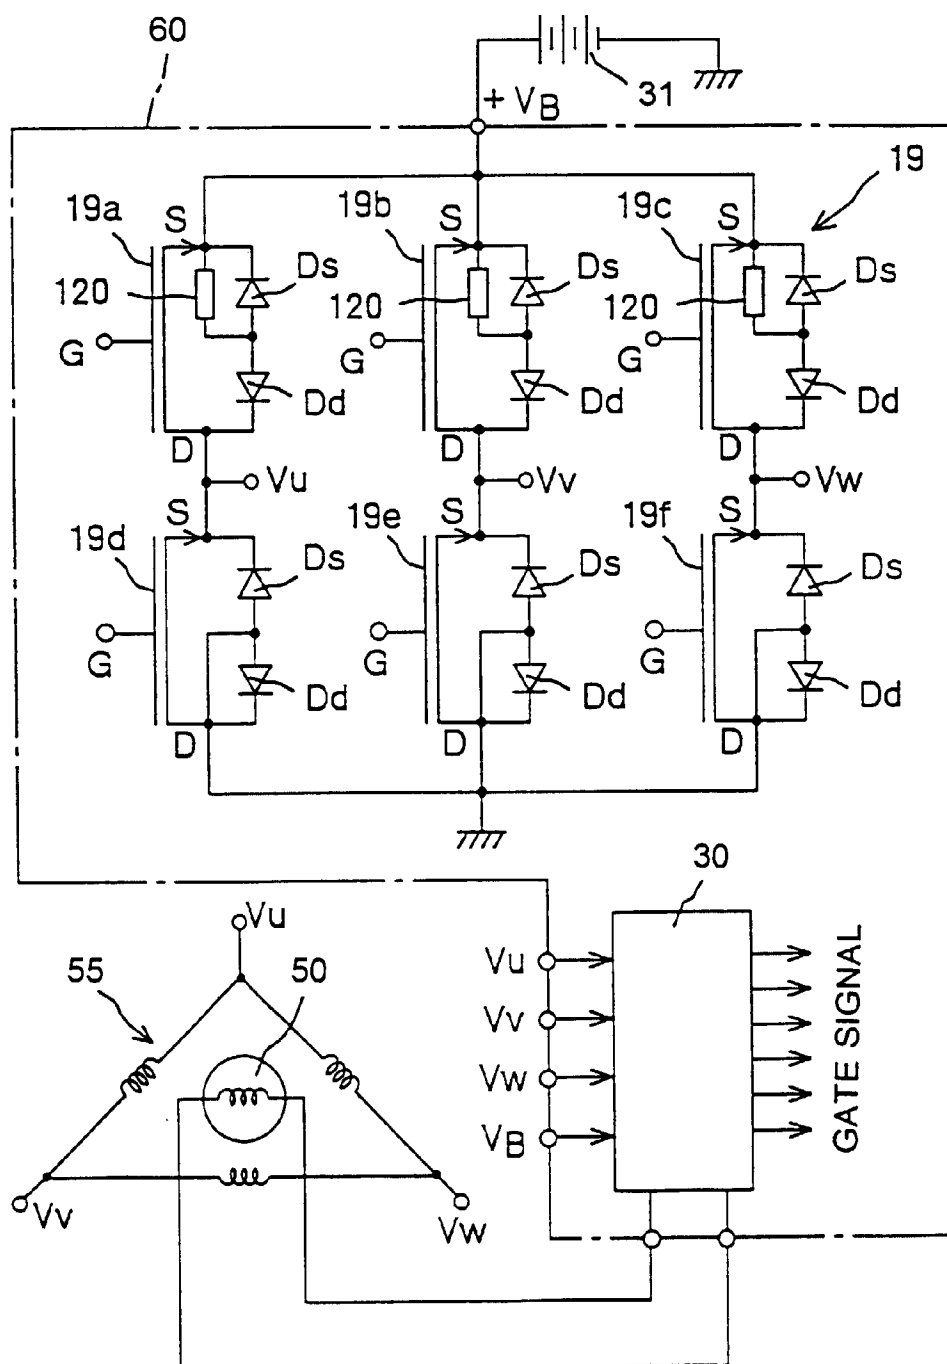 60
31
+ VB
19
19a S
19b S
19c S
Ds Ds Ds
120 120 120
G G G
Dd Dd Dd
D D D
Vu Vv Vw
S S S
19d 19e 19f
Ds Ds Ds
G G G
Dd Dd Dd
D D D
30
Vu
55 50
Vu
Vv
Vw
VB
GATE SIGNAL
Vv Vw